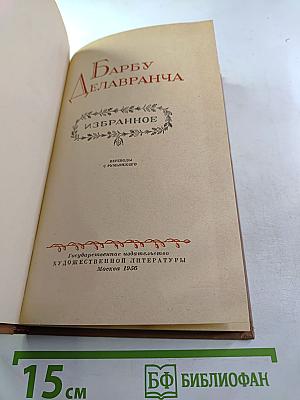 БАРБУ
ДЕЛАВРАНЧА
ИЗБРАННОЕ
ПЕРЕВОДЫ
С РУМЫНСКОГО
Государственное издательство
ХУДОЖЕСТВЕННОЙ ЛИТЕРАТУРЫ
Москва 1956
15 см
БФ БИБЛИОФАН